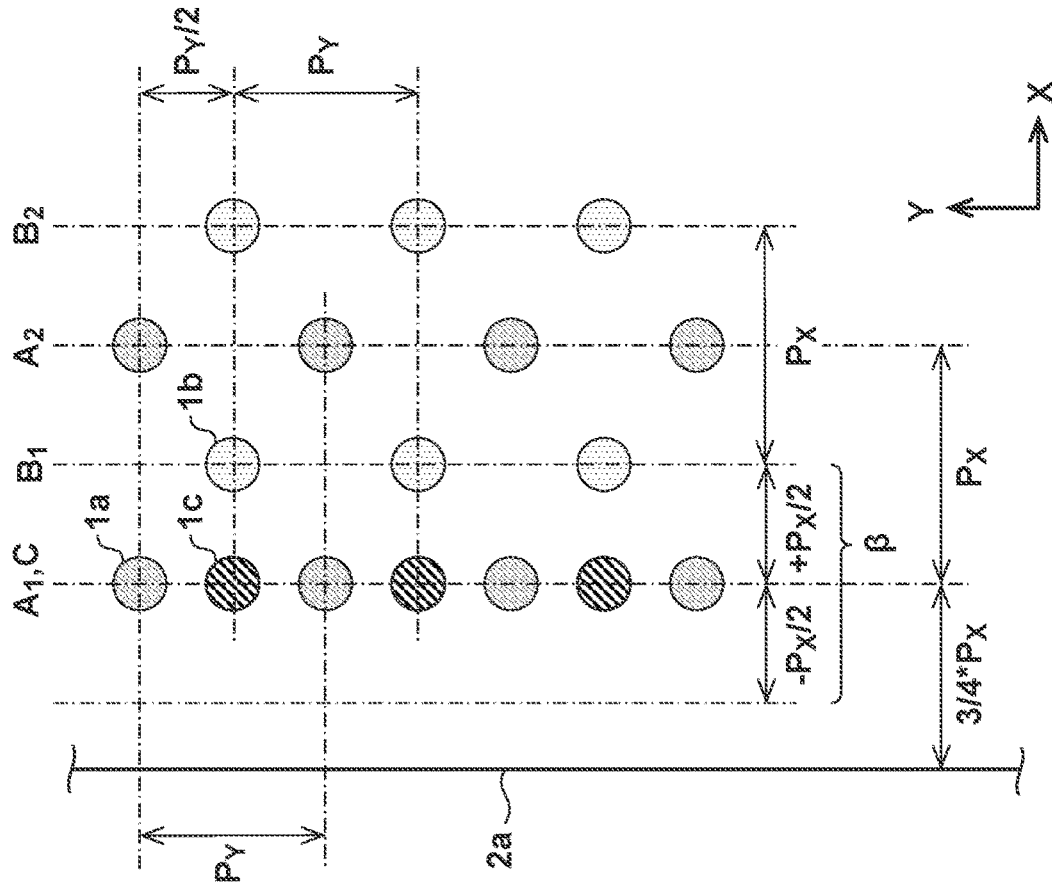 A1,C
B1
A2
B2
1a
1c
1b
PY/2
PY
PY
PX
PX
-PX/2
+PX/2
β
3/4*PX
2a
Y
X